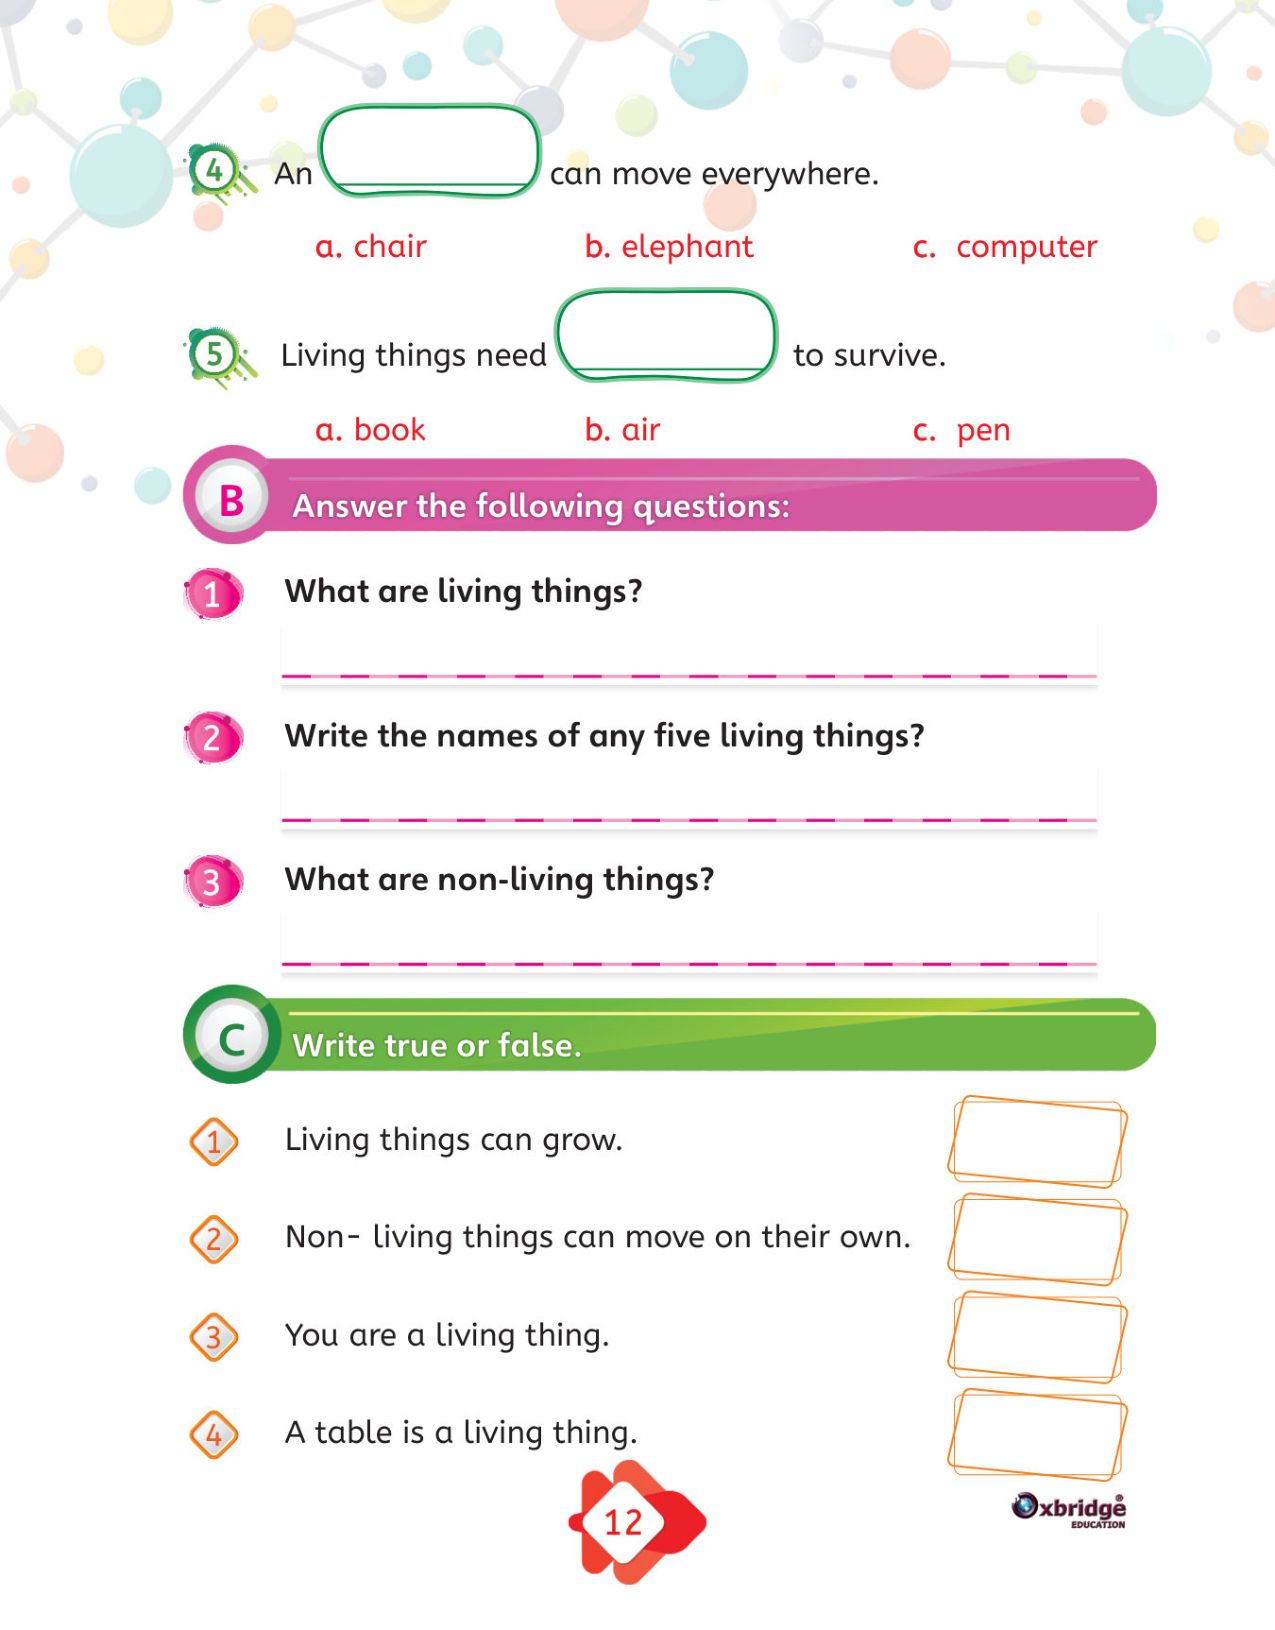 4 An can move everywhere.
a. chair b. elephant c. computer
5 Living things need to survive.
a. book b. air c. pen
B Answer the following questions:
1 What are living things?
2 Write the names of any five living things?
3 What are non-living things?
C Write true or false.
1 Living things can grow.
2 Non- living things can move on their own.
3 You are a living thing.
4 A table is a living thing.
12
Oxbridge®
EDUCATION